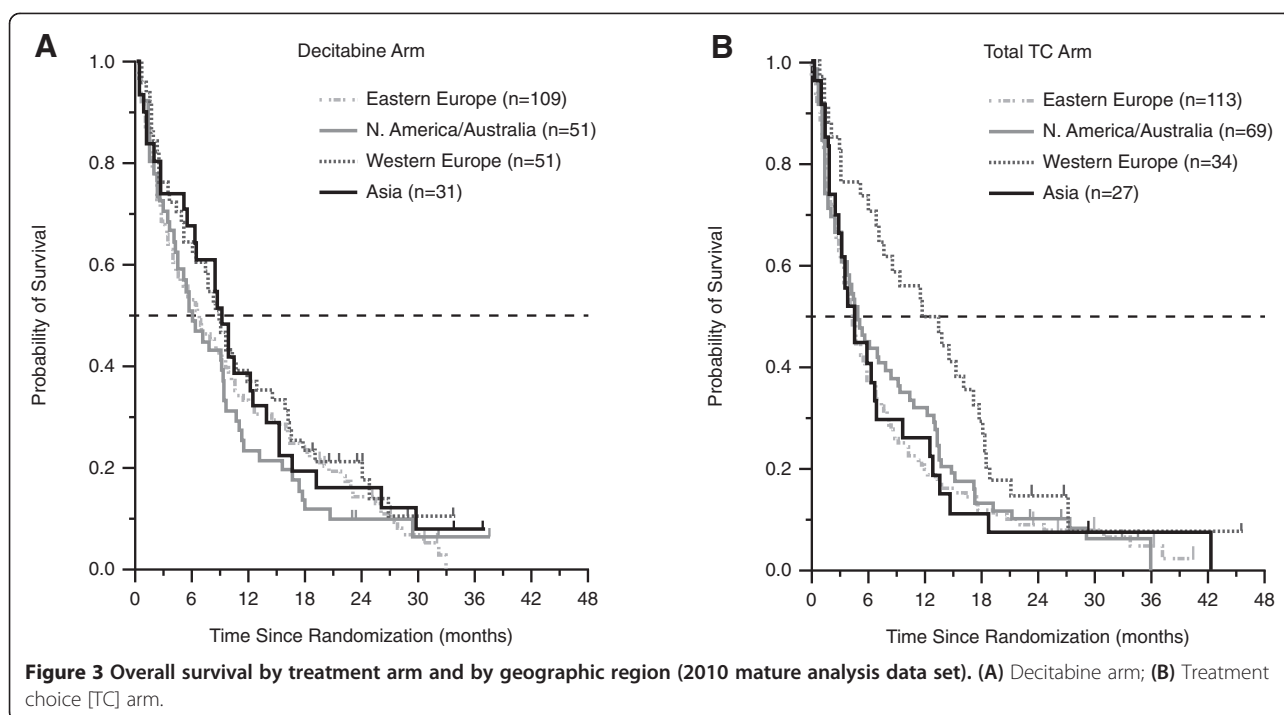 A
Decitabine Arm
Eastern Europe (n=109)
N. America/Australia (n=51)
Western Europe (n=51)
Asia (n=31)
Probability of Survival
1.0
0.8
0.6
0.4
0.2
0.0
0 6 12 18 24 30 36 42 48
Time Since Randomization (months)
B
Total TC Arm
Eastern Europe (n=113)
N. America/Australia (n=69)
Western Europe (n=34)
Asia (n=27)
Probability of Survival
1.0
0.8
0.6
0.4
0.2
0.0
0 6 12 18 24 30 36 42 48
Time Since Randomization (months)
Figure 3 Overall survival by treatment arm and by geographic region (2010 mature analysis data set). (A) Decitabine arm; (B) Treatment
choice [TC] arm.